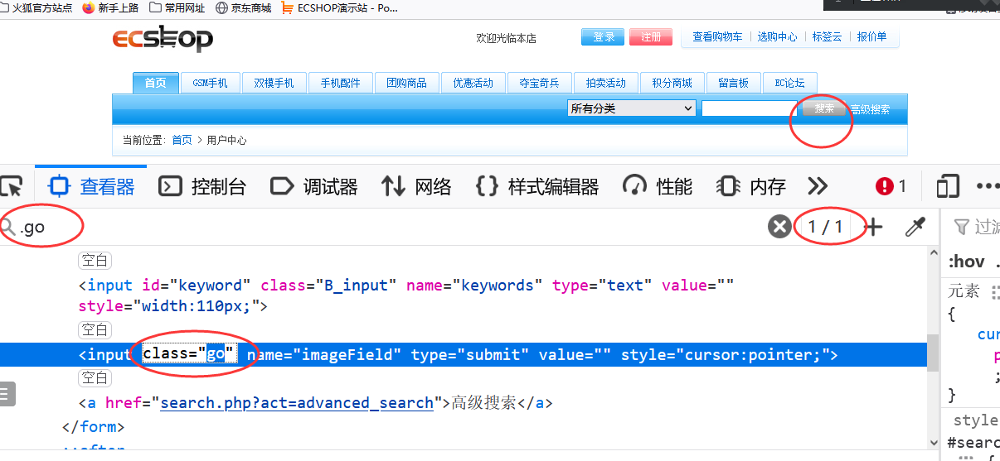 火狐官方站点 新手上路 常用网址 京东商城 ECSHOP演示站 - Po...
ecshop 欢迎光临本店 登录 注册 查看购物车 选购中心 标签云 报价单
首页 GSM手机 双模手机 手机配件 团购商品 优惠活动 夺宝奇兵 拍卖活动 积分商城 留言板 EC论坛
所有分类 搜索 高级搜索
当前位置: 首页 > 用户中心
查看器 控制台 调试器 网络 {} 样式编辑器 性能 内存 1
.go 1 / 1 + 过滤
空白 :hov .
<input id="keyword" class="B_input" name="keywords" type="text" value="" 元素
style="width:110px;"> {
空白 cur
<input class="go" name="imageField" type="submit" value="" style="cursor:pointer;"> p
空白 ;
<a href="search.php?act=advanced_search">高级搜索</a> }
</form> style
::after #searc
{